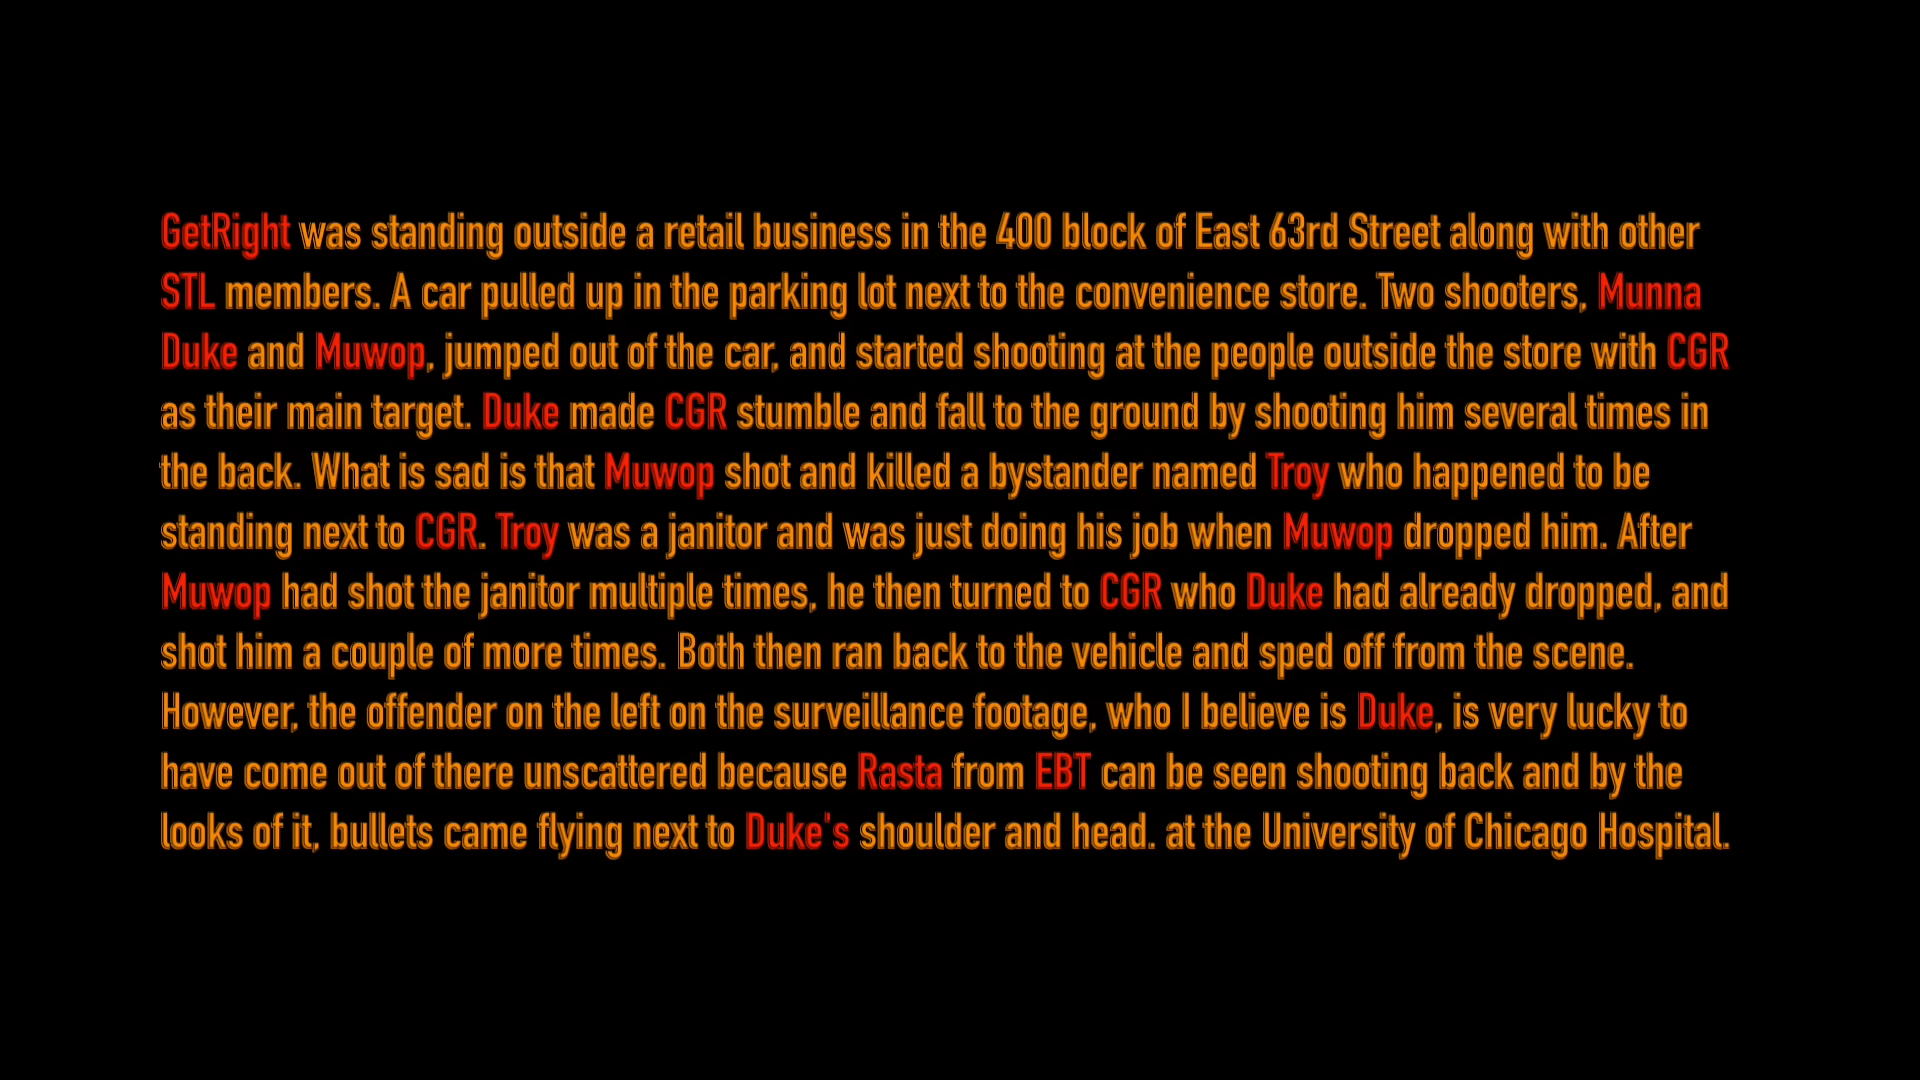 GetRight was standing outside a retail business in the 400 block of East 63rd Street along with other
STL members. A car pulled up in the parking lot next to the convenience store. Two shooters, Munna
Duke and Muwop, jumped out of the car, and started shooting at the people outside the store with CGR
as their main target. Duke made CGR stumble and fall to the ground by shooting him several times in
the back. What is sad is that Muwop shot and killed a bystander named Troy who happened to be
standing next to CGR. Troy was a janitor and was just doing his job when Muwop dropped him. After
Muwop had shot the janitor multiple times, he then turned to CGR who Duke had already dropped, and
shot him a couple of more times. Both then ran back to the vehicle and sped off from the scene.
However, the offender on the left on the surveillance footage, who I believe is Duke, is very lucky to
have come out of there unscattered because Rasta from EBT can be seen shooting back and by the
looks of it, bullets came flying next to Duke's shoulder and head. at the University of Chicago Hospital.